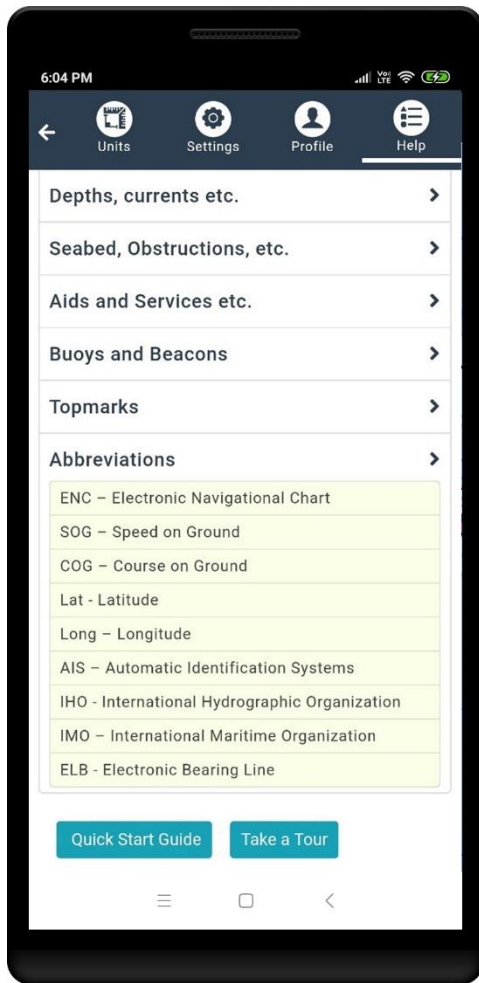 6:04 PM
Vo)
LTE
Units
Settings
Profile
Help
Depths, currents etc.
Seabed, Obstructions, etc.
Aids and Services etc.
Buoys and Beacons
Topmarks
Abbreviations
ENC – Electronic Navigational Chart
SOG – Speed on Ground
COG – Course on Ground
Lat - Latitude
Long – Longitude
AIS – Automatic Identification Systems
IHO - International Hydrographic Organization
IMO – International Maritime Organization
ELB - Electronic Bearing Line
Quick Start Guide
Take a Tour